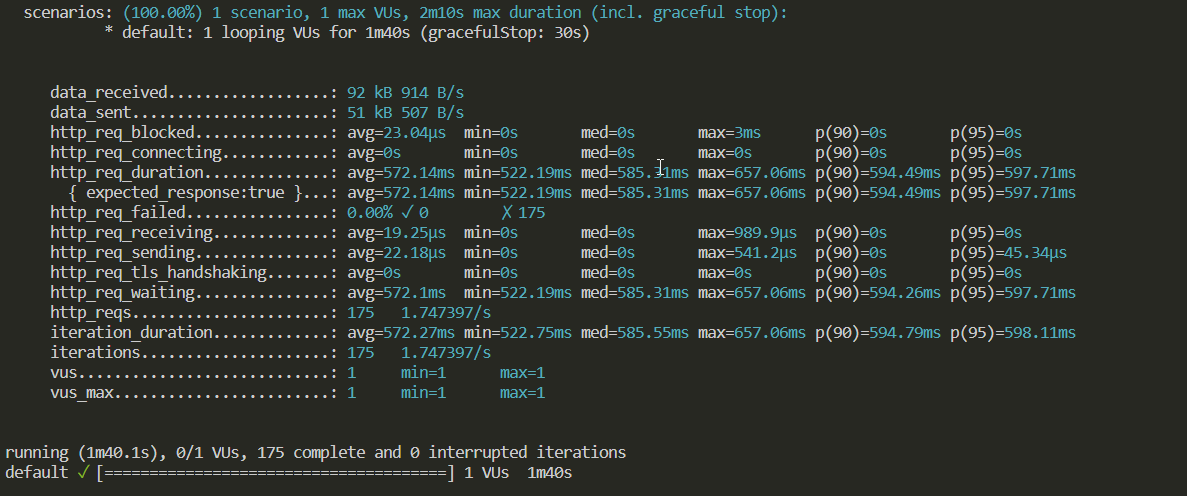 scenarios: (100.00%) 1 scenario, 1 max VUs, 2m10s max duration (incl. graceful stop):
* default: 1 looping VUs for 1m40s (gracefulStop: 30s)
data_received..................: 92 kB 914 B/s
data_sent......................: 51 kB 507 B/s
http_req_blocked...............: avg=23.04µs min=0s med=0s max=3ms p(90)=0s p(95)=0s
http_req_connecting............: avg=0s min=0s med=0s max=0s p(90)=0s p(95)=0s
http_req_duration..............: avg=572.14ms min=522.19ms med=585.31ms max=657.06ms p(90)=594.49ms p(95)=597.71ms
{ expected_response:true }...: avg=572.14ms min=522.19ms med=585.31ms max=657.06ms p(90)=594.49ms p(95)=597.71ms
http_req_failed................: 0.00% ✓ 0 ✗ 175
http_req_receiving.............: avg=19.25µs min=0s med=0s max=989.9µs p(90)=0s p(95)=0s
http_req_sending...............: avg=22.18µs min=0s med=0s max=541.2µs p(90)=0s p(95)=45.34µs
http_req_tls_handshaking.......: avg=0s min=0s med=0s max=0s p(90)=0s p(95)=0s
http_req_waiting...............: avg=572.1ms min=522.19ms med=585.31ms max=657.06ms p(90)=594.26ms p(95)=597.71ms
http_reqs......................: 175 1.747397/s
iteration_duration.............: avg=572.27ms min=522.75ms med=585.55ms max=657.06ms p(90)=594.79ms p(95)=598.11ms
iterations.....................: 175 1.747397/s
vus............................: 1 min=1 max=1
vus_max........................: 1 min=1 max=1
running (1m40.1s), 0/1 VUs, 175 complete and 0 interrupted iterations
default ✓ [======================================] 1 VUs 1m40s